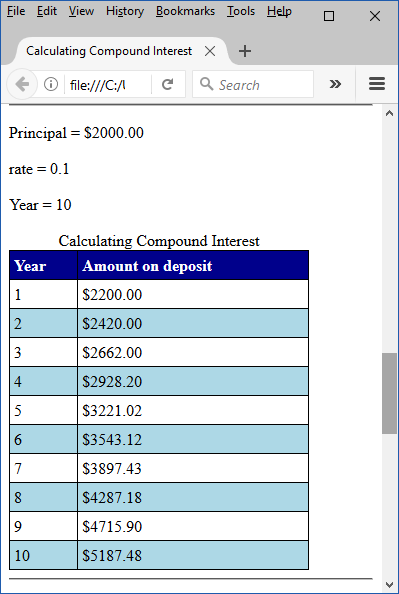 File Edit View History Bookmarks Tools Help
Calculating Compound Interest
file:///C:/
Search
Principal = $2000.00
rate = 0.1
Year = 10
Calculating Compound Interest
Year Amount on deposit
1 $2200.00
2 $2420.00
3 $2662.00
4 $2928.20
5 $3221.02
6 $3543.12
7 $3897.43
8 $4287.18
9 $4715.90
10 $5187.48